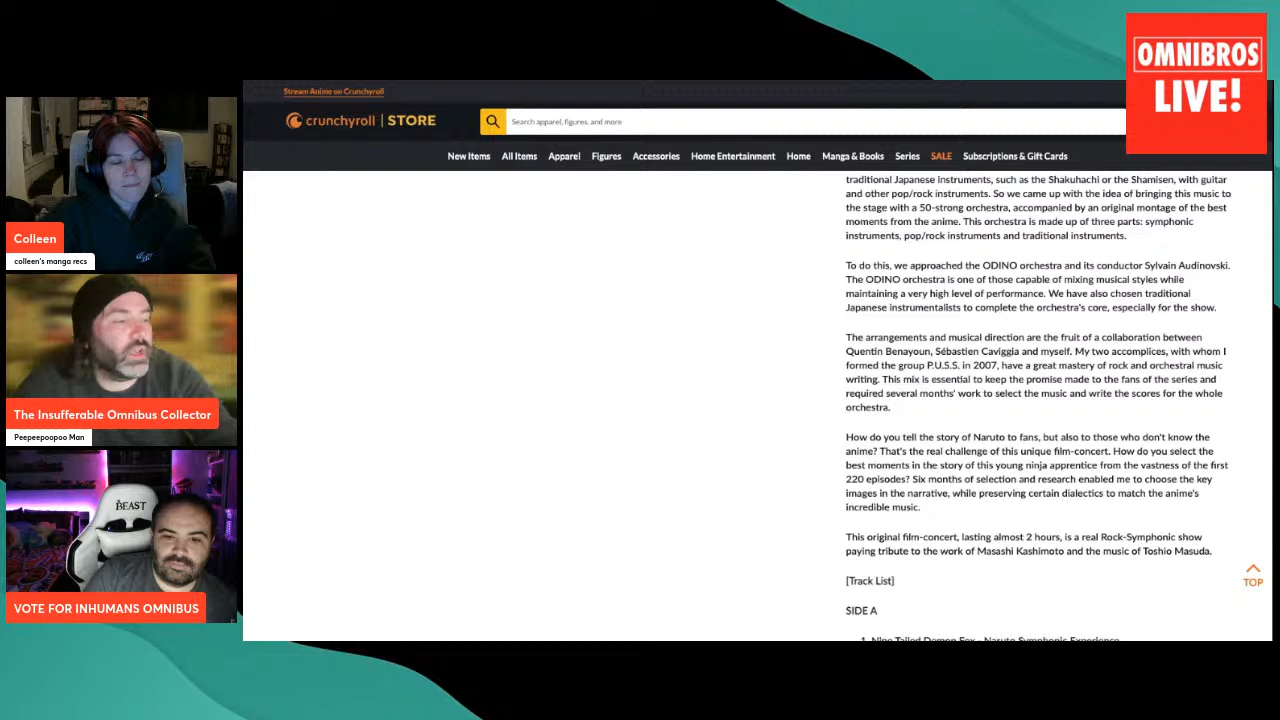 OMNIBROS
LIVE!
Stream Anime on Crunchyroll
crunchyroll | STORE
Search apparel, figures, and more
New Items All Items Apparel Figures Accessories Home Entertainment Home Manga & Books Series SALE Subscriptions & Gift Cards
traditional Japanese instruments, such as the Shakuhachi or the Shamisen, with guitar
and other pop/rock instruments. So we came up with the idea of bringing this music to
the stage with a 50-strong orchestra, accompanied by an original montage of the best
moments from the anime. This orchestra is made up of three parts: symphonic
instruments, pop/rock instruments and traditional instruments.
To do this, we approached the ODINO orchestra and its conductor Sylvain Audinovski.
The ODINO orchestra is one of those capable of mixing musical styles while
maintaining a very high level of performance. We have also chosen traditional
Japanese instrumentalists to complete the orchestra's core, especially for the show.
The arrangements and musical direction are the fruit of a collaboration between
Quentin Benayoun, Sébastien Caviggia and myself. My two accomplices, with whom I
formed the group P.U.S.S. in 2007, have a great mastery of rock and orchestral music
writing. This mix is essential to keep the promise made to the fans of the series and
required several months' work to select the music and write the scores for the whole
orchestra.
How do you tell the story of Naruto to fans, but also to those who don't know the
anime? That's the real challenge of this unique film-concert. How do you select the
best moments in the story of this young ninja apprentice from the vastness of the first
220 episodes? Six months of selection and research enabled me to choose the key
images in the narrative, while preserving certain dialectics to match the anime's
incredible music.
This original film-concert, lasting almost 2 hours, is a real Rock-Symphonic show
paying tribute to the work of Masashi Kashimoto and the music of Toshio Masuda.
[Track List]
SIDE A
1. Nine Tailed Demon Fox - Naruto Symphonic Experience
TOP
Colleen
colleen's manga recs
The Insufferable Omnibus Collector
Peepeepoopoo Man
BEAST
VOTE FOR INHUMANS OMNIBUS